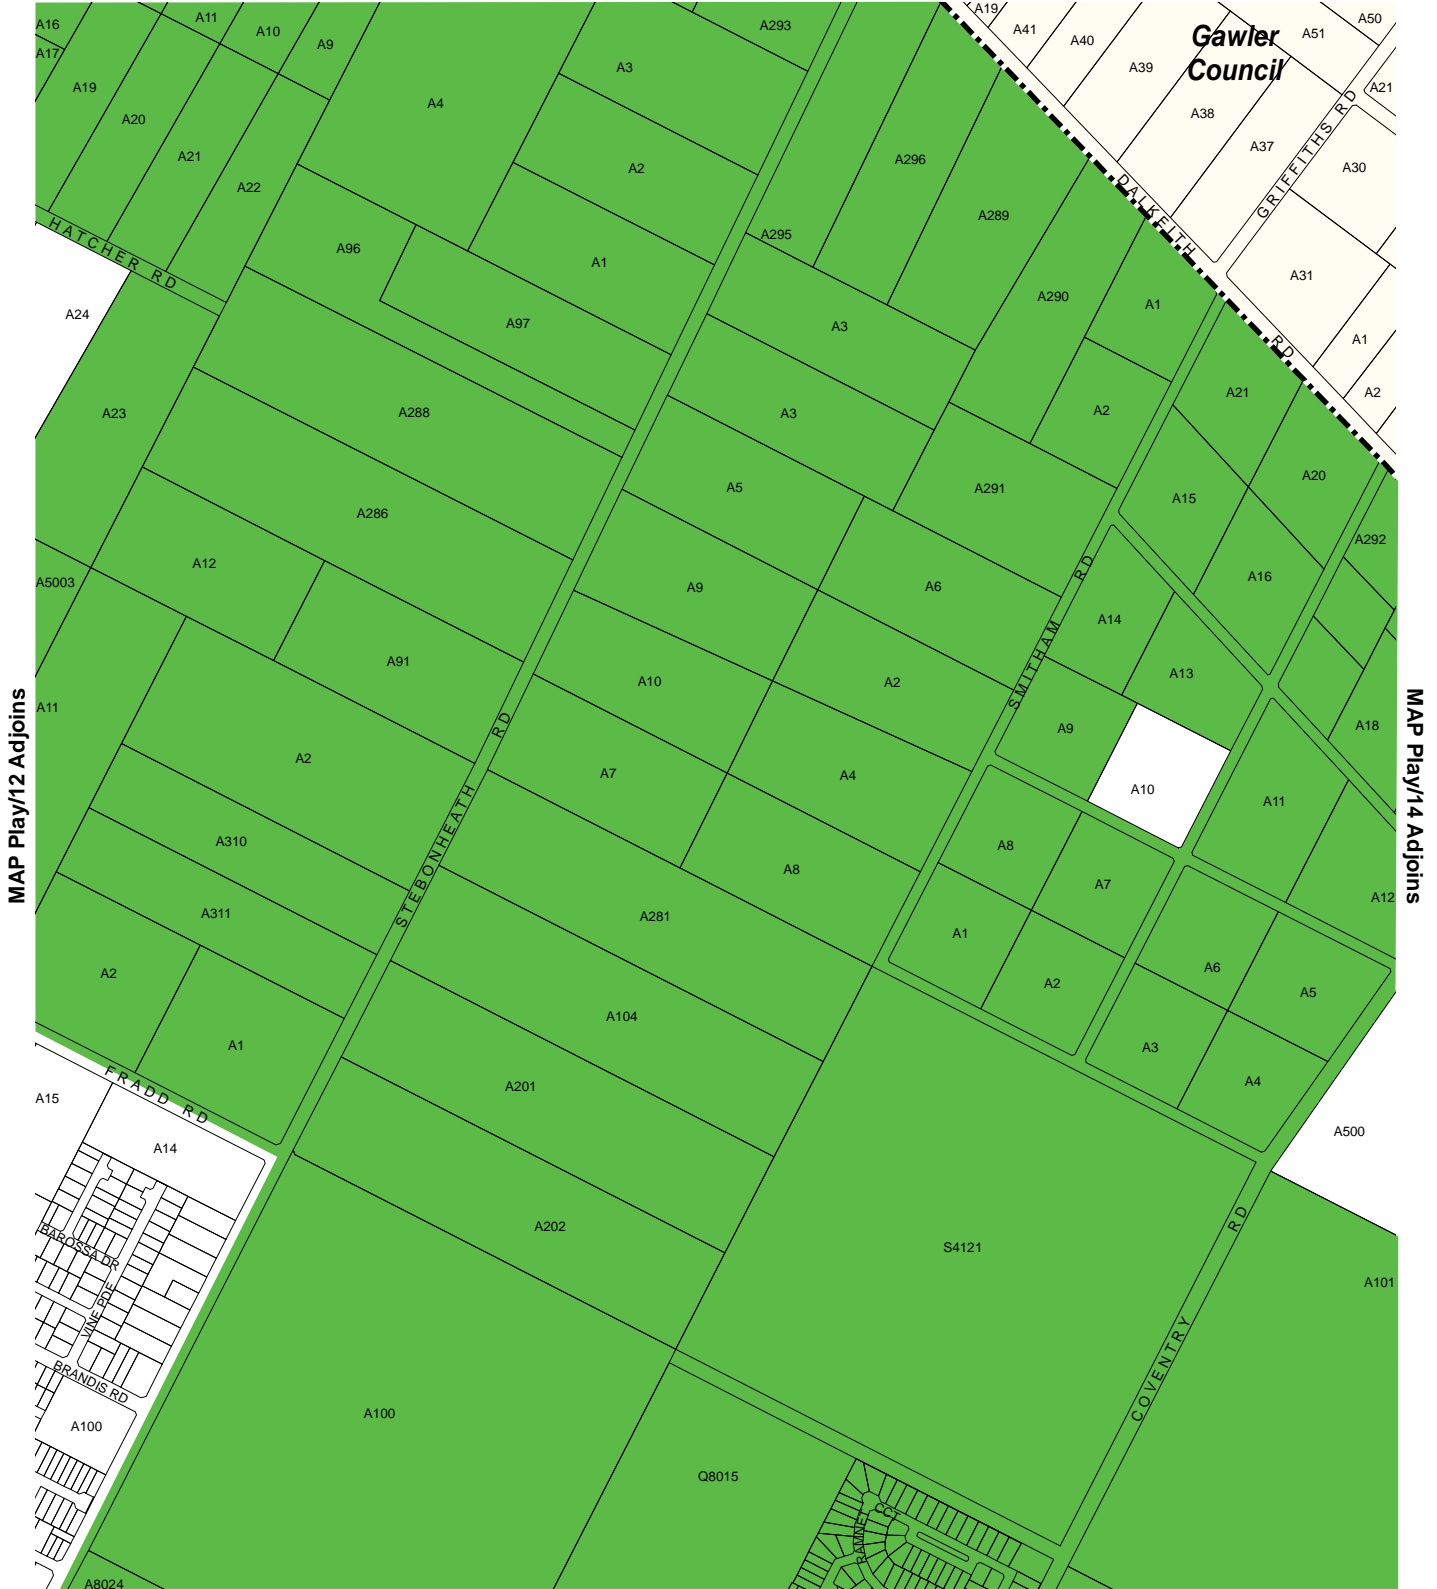 A16
A11
A10
A9
A17
A19
A20
A21
A22
A4
A3
A293
A2
A1
A96
A97
HATCHER RD
A24
A23
A288
A286
A12
A5003
A91
A11
A2
A310
A311
A2
A1
FRADD RD
A15
A14
BAROSSA DR
VINE PDE
BRANDIS RD
A100
A8024
A100
STEBONHEATH RD
A296
A295
A289
A290
A1
A2
A3
A3
A5
A291
A9
A6
A10
A2
A7
A4
A8
A281
A104
A201
A202
S4121
Q8015
RAMNET
CCT
COVENTRY RD
A101
A500
SMITHAM RD
A21
A20
A15
A16
A292
A14
A13
A9
A10
A18
A11
A12
A8
A7
A1
A2
A6
A5
A3
A4
A19
A41
A40
A39
A38
A37
A51
A50
A21
A30
A31
A1
A2
Gawler
Council
GRIFFITHS RD
DALKEITH RD
MAP Play/12 Adjoins
MAP Play/14 Adjoins